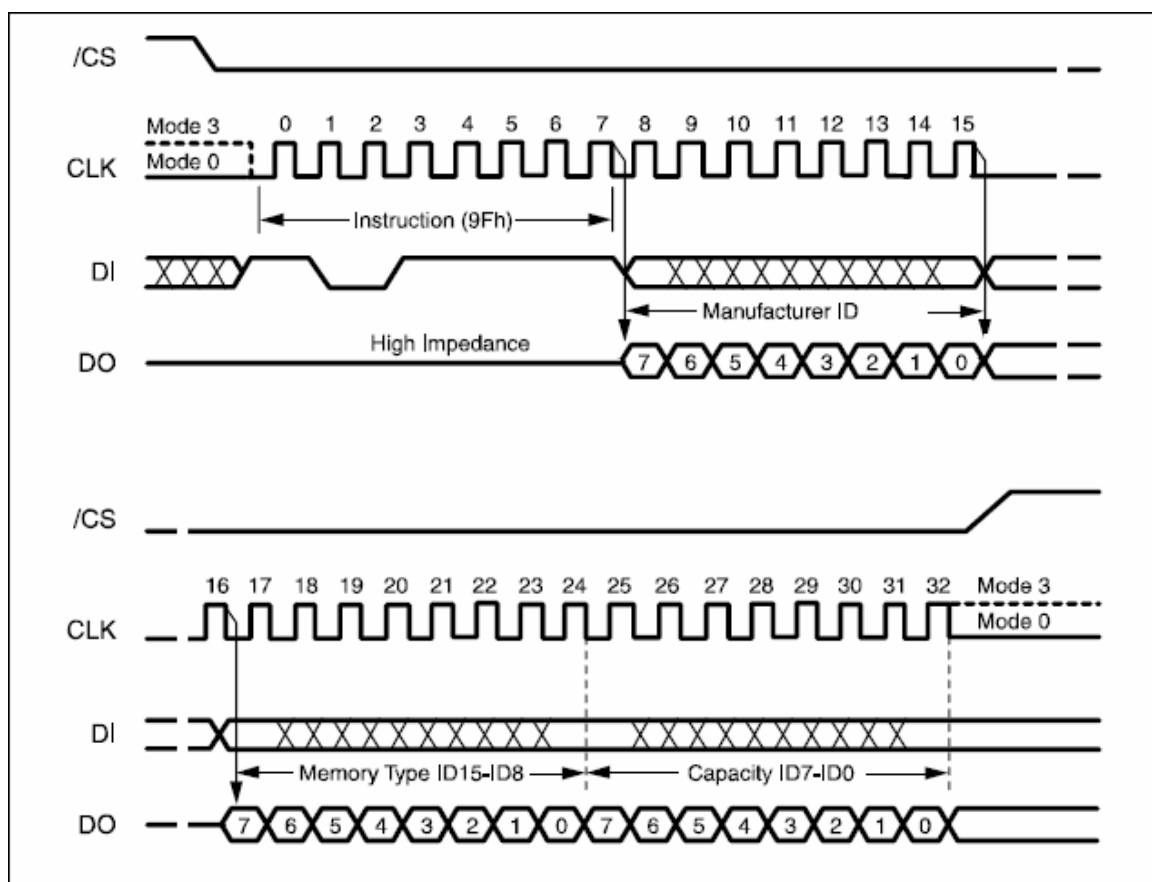 /CS
Mode 3
0 1 2 3 4 5 6 7 8 9 10 11 12 13 14 15
Mode 0
CLK
Instruction (9Fh)
DI
Manufacturer ID
High Impedance
DO
7 6 5 4 3 2 1 0
/CS
16 17 18 19 20 21 22 23 24 25 26 27 28 29 30 31 32
Mode 3
CLK
Mode 0
DI
Memory Type ID15-ID8
Capacity ID7-ID0
DO
7 6 5 4 3 2 1 0 7 6 5 4 3 2 1 0